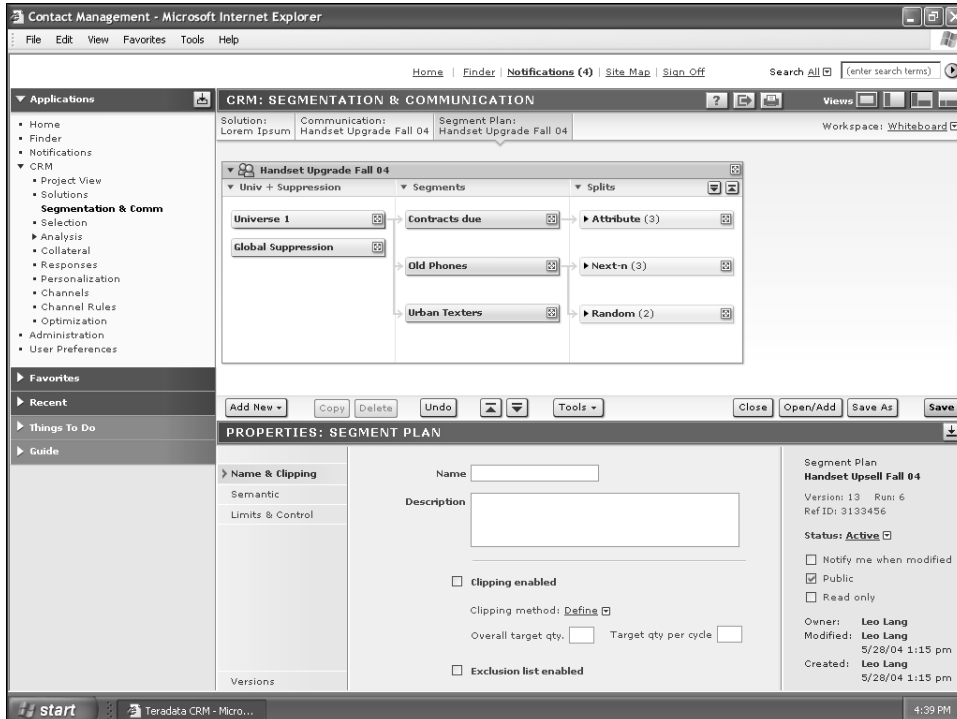 Contact Management - Microsoft Internet Explorer
File Edit View Favorites Tools Help
Home | Finder | Notifications (4) | Site Map | Sign Off
Search All (enter search terms)
Applications
Home
Finder
Notifications
CRM
Project View
Solutions
Segmentation & Comm
Selection
Analysis
Collateral
Responses
Personalization
Channels
Channel Rules
Optimization
Administration
User Preferences
Favorites
Recent
Things To Do
Guide
CRM: SEGMENTATION & COMMUNICATION
? Views
Solution:
Lorem Ipsum
Communication:
Handset Upgrade Fall 04
Segment Plan:
Handset Upgrade Fall 04
Workspace: Whiteboard
Handset Upgrade Fall 04
Univ + Suppression Segments Splits
Universe 1 Contracts due Attribute (3)
Global Suppression
Old Phones Next-n (3)
Urban Texters Random (2)
Add New Copy Delete Undo Tools Close Open/Add Save As Save
PROPERTIES: SEGMENT PLAN
Name & Clipping
Semantic
Limits & Control
Versions
Name
Description
Clipping enabled
Clipping method: Define
Overall target qty. Target qty per cycle
Exclusion list enabled
Segment Plan
Handset Upsell Fall 04
Version: 13 Run: 6
Ref ID: 3133456
Status: Active
Notify me when modified
Public
Read only
Owner: Leo Lang
Modified: Leo Lang
5/28/04 1:15 pm
Created: Leo Lang
5/28/04 1:15 pm
start Teradata CRM - Micro... 4:39 PM